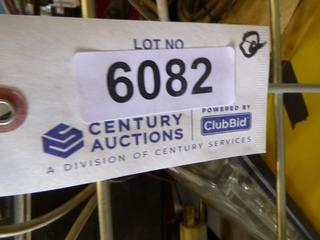 LOT NO
6082
CENTURY
AUCTIONS
POWERED BY
ClubBid
A DIVISION OF CENTURY SERVICES